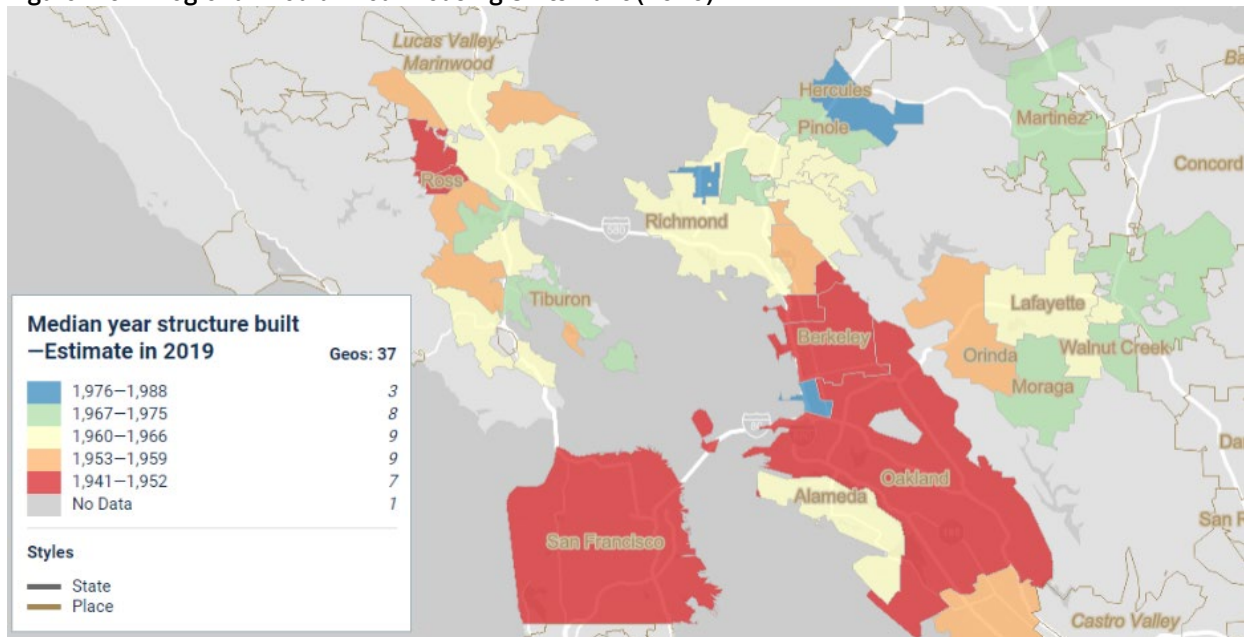 Lucas Valley-
Marinwood
Hercules
Pinole
Martinez
Concord
Ross
Richmond
580
Tiburon
Lafayette
Berkeley
Orinda
Walnut Creek
Moraga
Oakland
Alameda
San Francisco
Castro Valley
Median year structure built
—Estimate in 2019 Geos: 37
1,976—1,988 3
1,967—1,975 8
1,960—1,966 9
1,953—1,959 9
1,941—1,952 7
No Data 1
Styles
State
Place